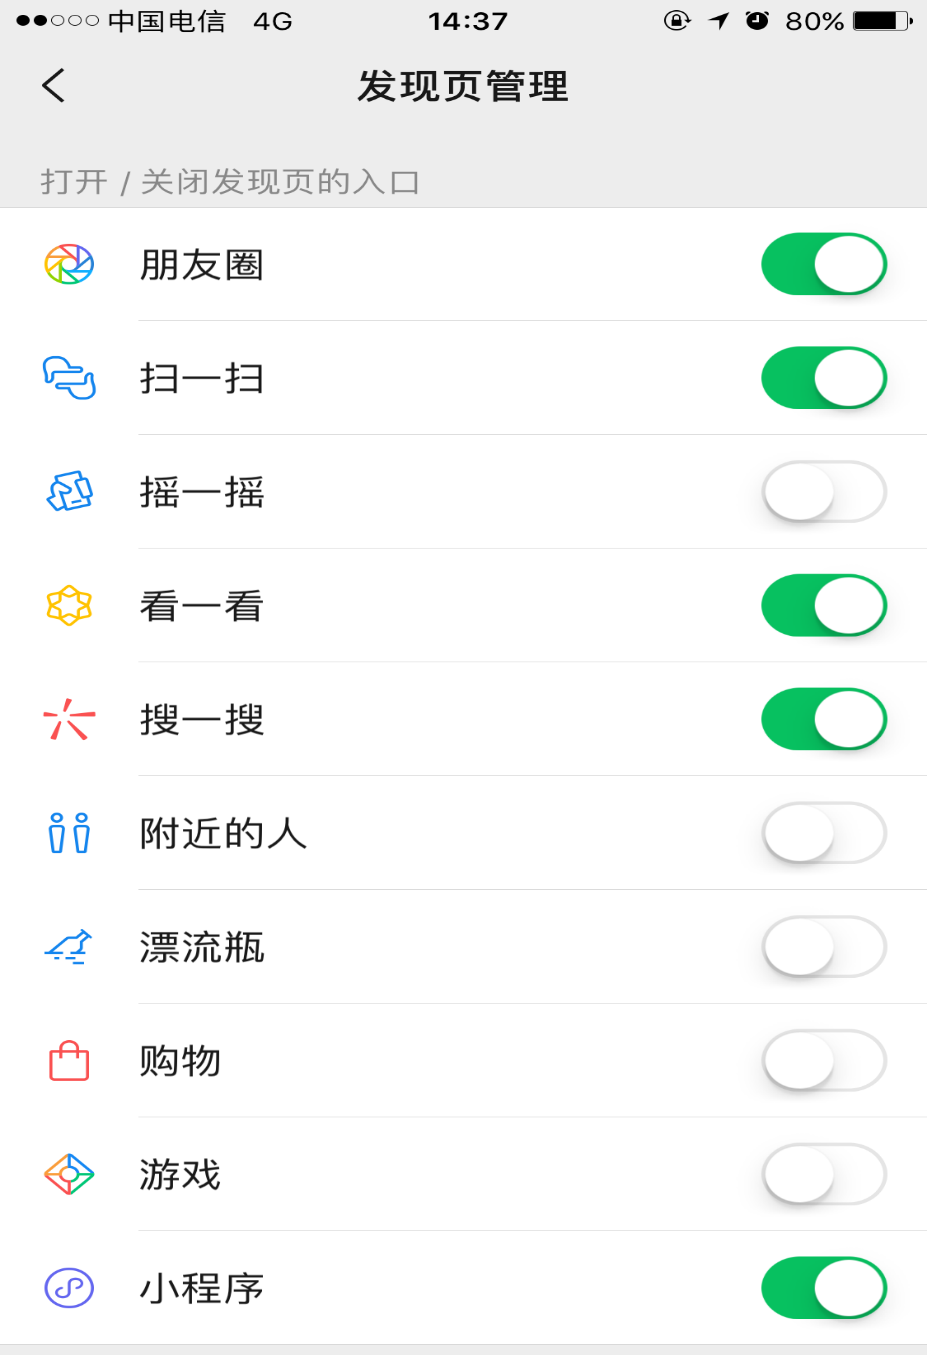 中国电信 4G 14:37 80%
发现页管理
打开 / 关闭发现页的入口
朋友圈
扫一扫
摇一摇
看一看
搜一搜
附近的人
漂流瓶
购物
游戏
小程序